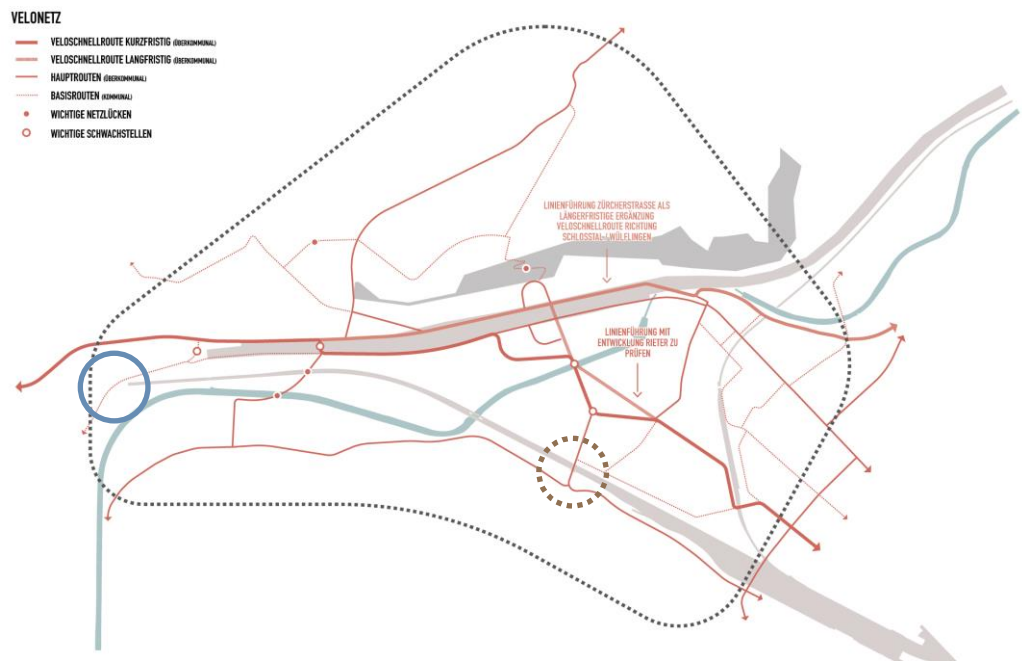 VELONETZ
VELOSCHNELLROUTE KURZFRISTIG (ÜBERKOMMUNAL)
VELOSCHNELLROUTE LANGFRISTIG (ÜBERKOMMUNAL)
HAUPTROUTEN (ÜBERKOMMUNAL)
BASISROUTEN (KOMMUNAL)
WICHTIGE NETZLÜCKEN
WICHTIGE SCHWACHSTELLEN
LINIENFÜHRUNG ZÜRCHERSTRASSE ALS
LÄNGERFRISTIGE ERGÄNZUNG
VELOSCHNELLROUTE RICHTUNG
SCHLOSSTAL / WÜLFLINGEN
LINIENFÜHRUNG MIT
ENTWICKLUNG RIETER ZU
PRÜFEN